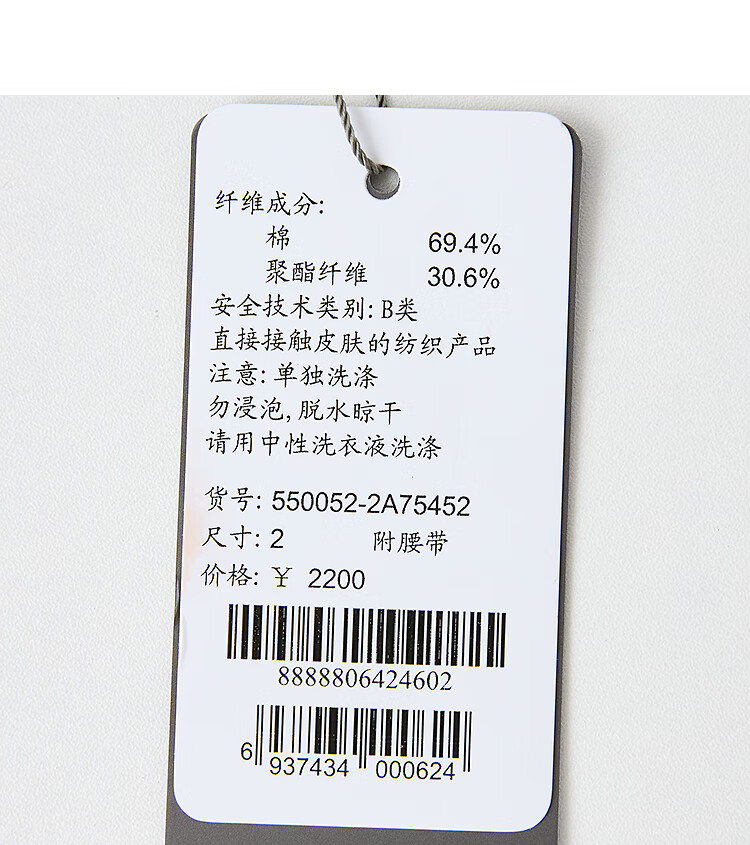 纤维成分:
棉 69.4%
聚酯纤维 30.6%
安全技术类别: B类
直接接触皮肤的纺织产品
注意: 单独洗涤
勿浸泡, 脱水晾干
请用中性洗衣液洗涤
货号: 550052-2A75452
尺寸: 2 附腰带
价格: ¥ 2200
8888806424602
6 937434 000624